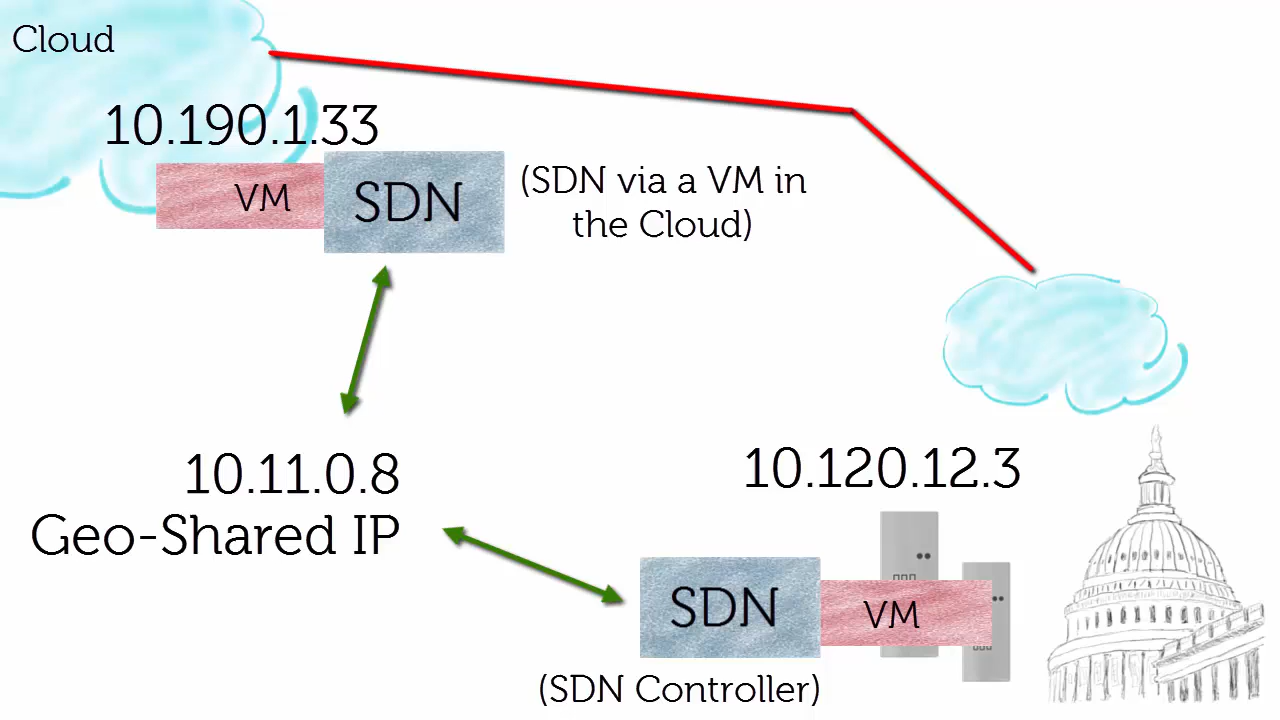 Cloud
10.190.1.33
VM
SDN
(SDN via a VM in
the Cloud)
10.11.0.8
Geo-Shared IP
10.120.12.3
SDN
VM
(SDN Controller)